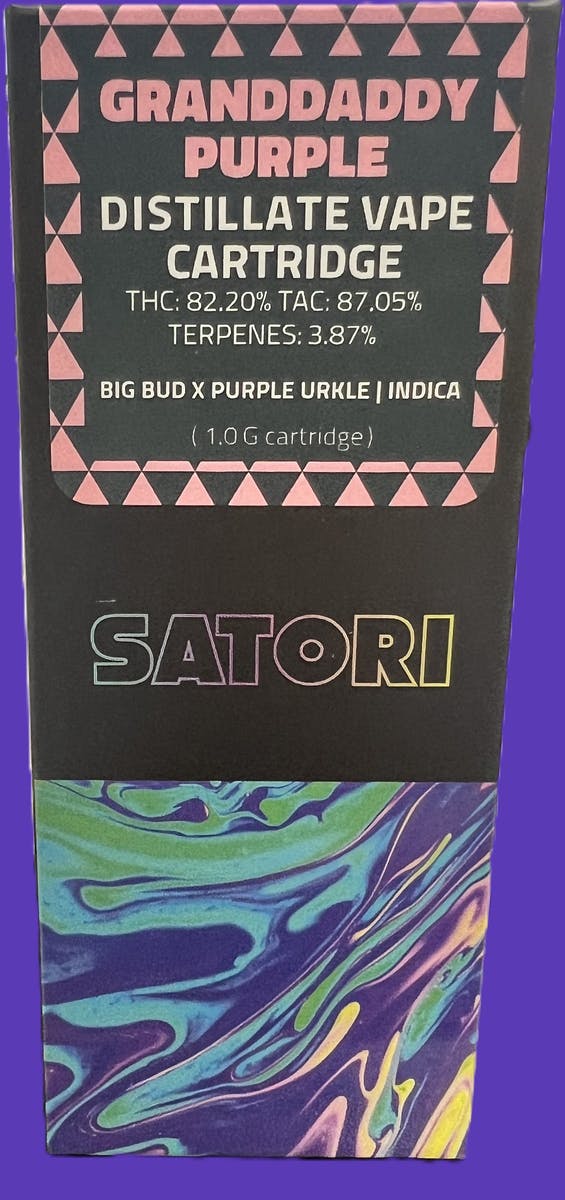 GRANDDADDY
PURPLE
DISTILLATE VAPE
CARTRIDGE
THC: 82.20% TAC: 87.05%
TERPENES: 3.87%
BIG BUD X PURPLE URKLE | INDICA
( 1.0 G cartridge)
SATORI